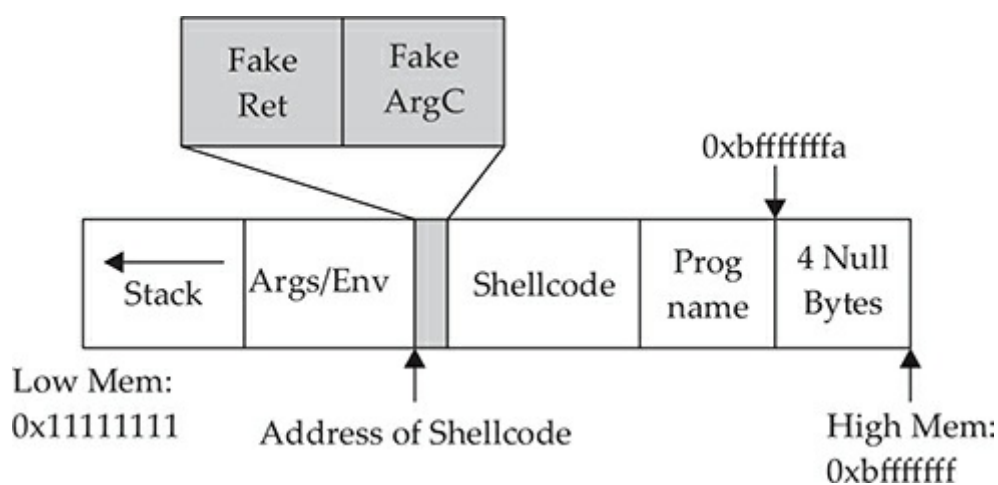 Fake
Ret
Fake
ArgC
0xbfffffffa
Stack
Args/Env
Shellcode
Prog
name
4 Null
Bytes
Low Mem:
0x11111111
Address of Shellcode
High Mem:
0xbfffffff